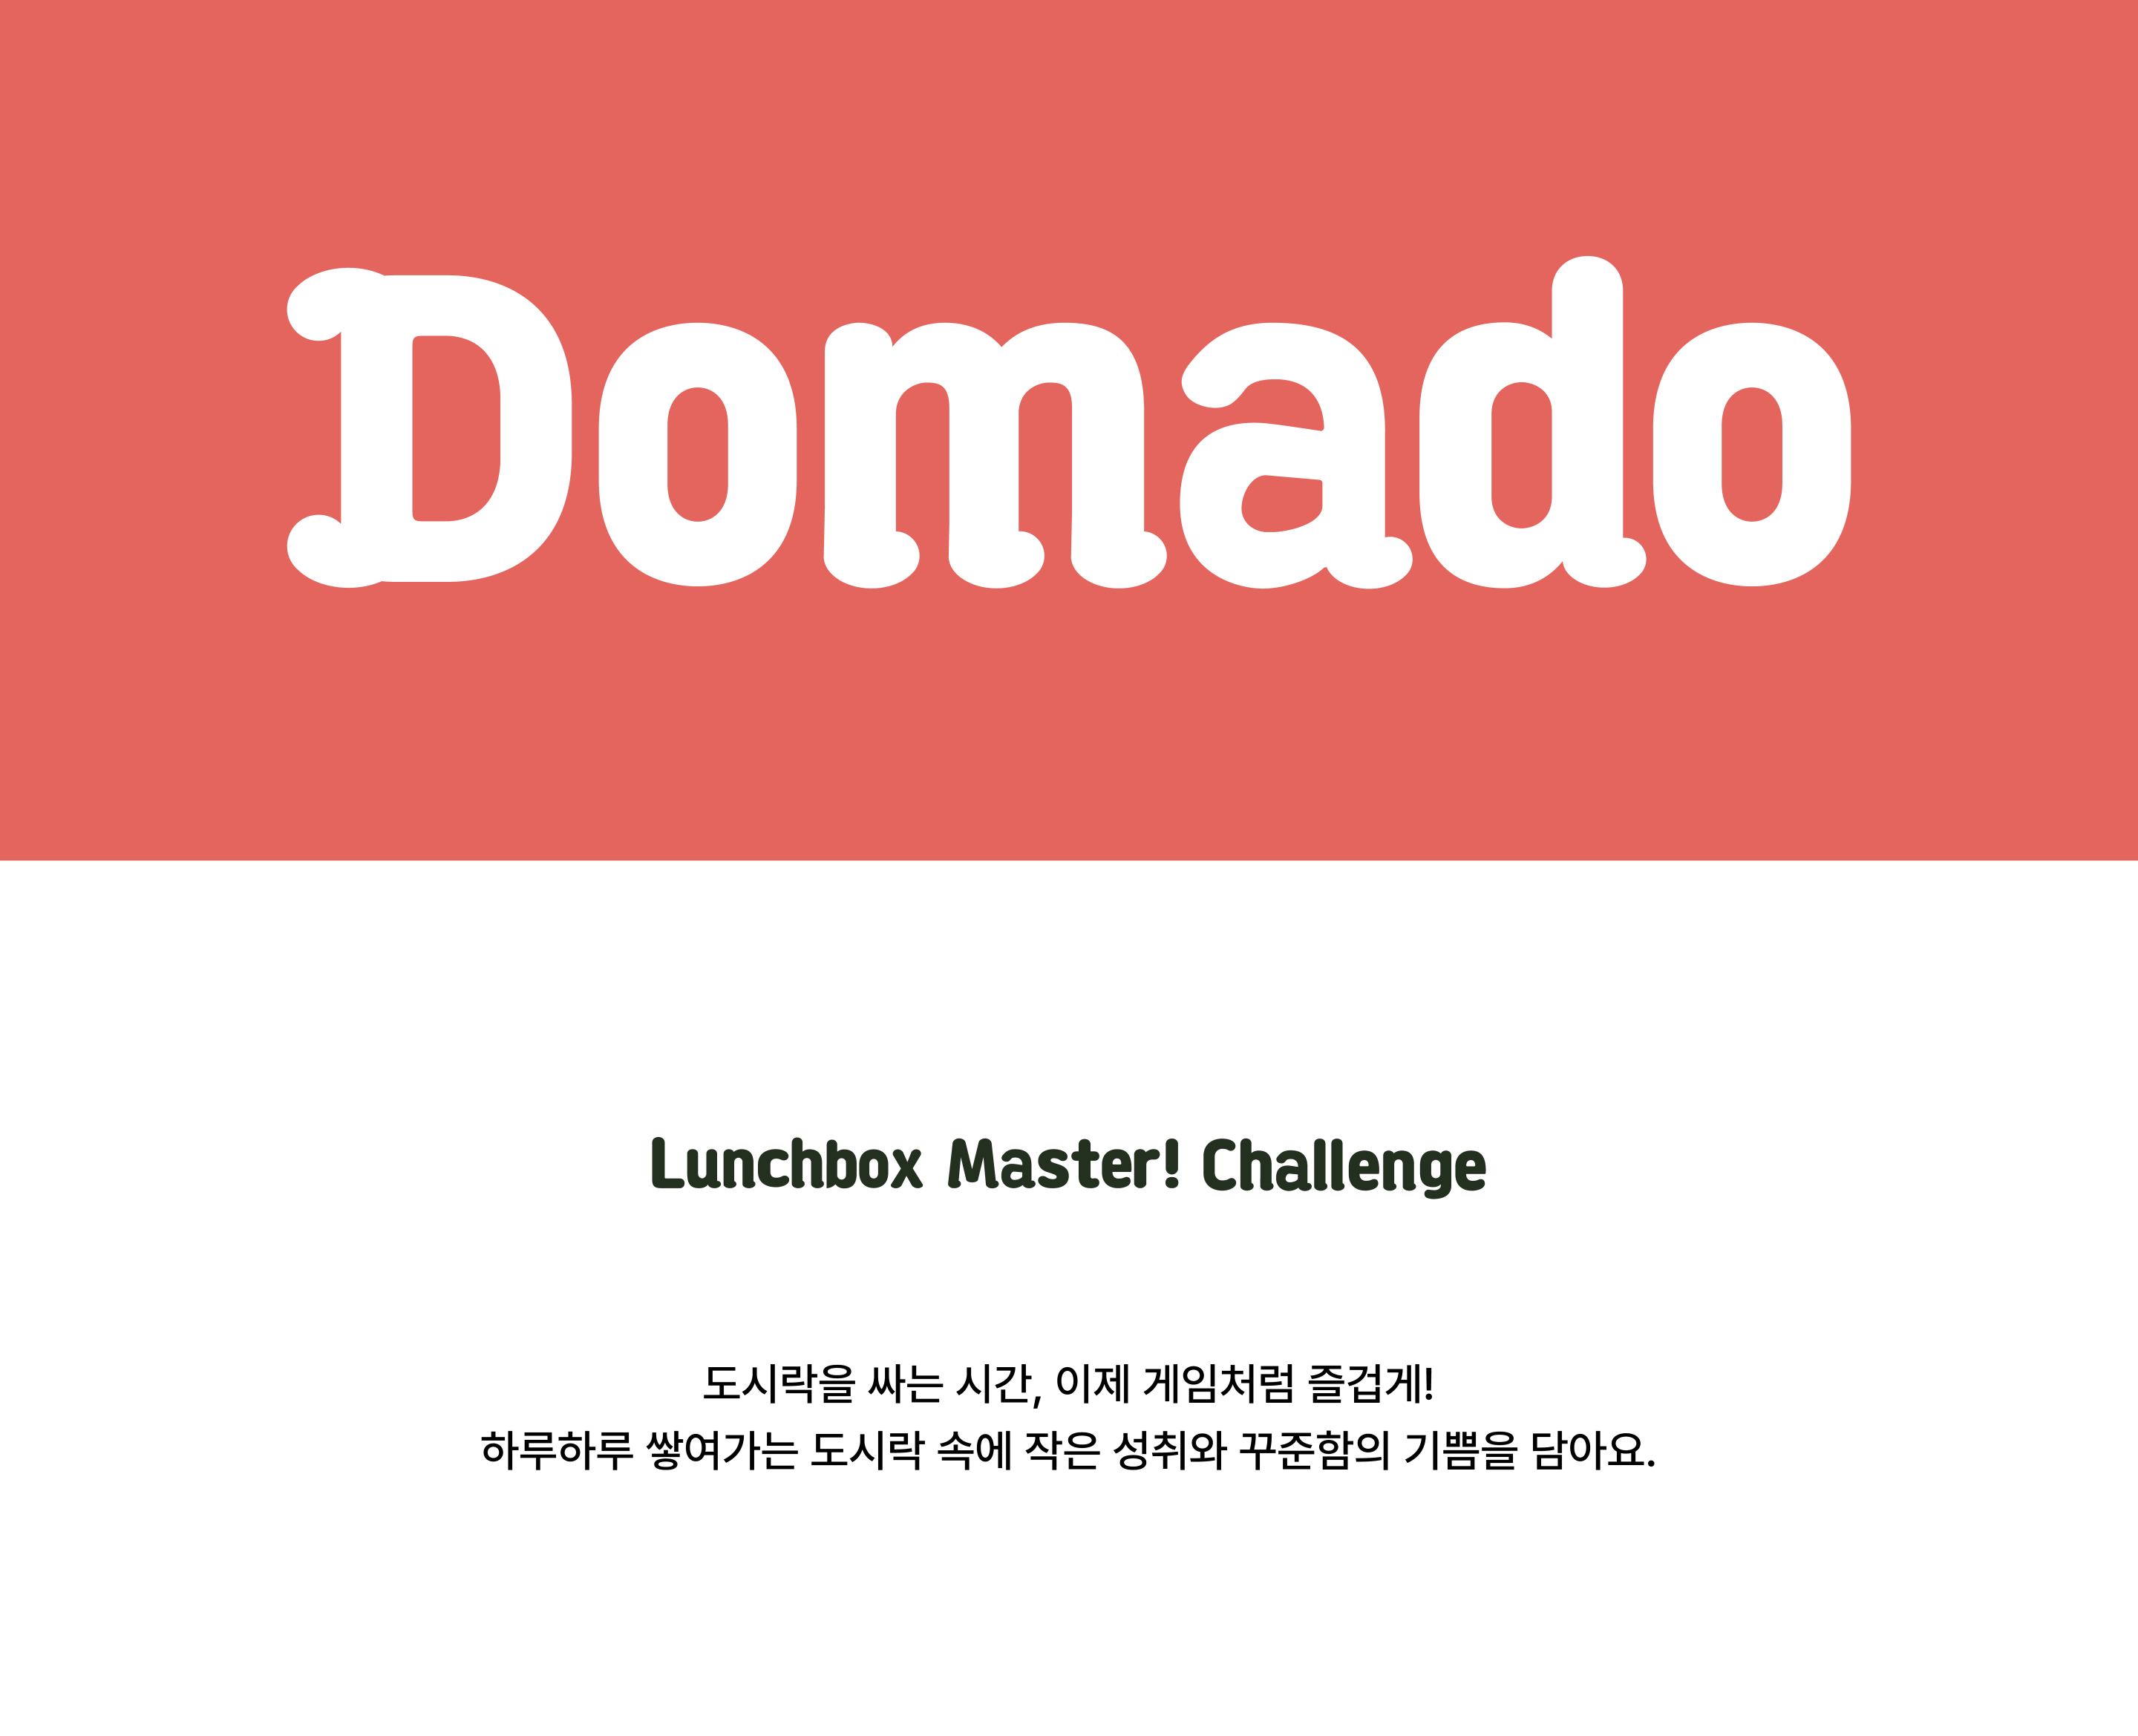 Domado
Lunchbox Master! Challenge
도시락을 싸는 시간, 이제 게임처럼 즐겁게!
하루하루 쌓여가는 도시락 속에 작은 성취와 꾸준함의 기쁨을 담아요.